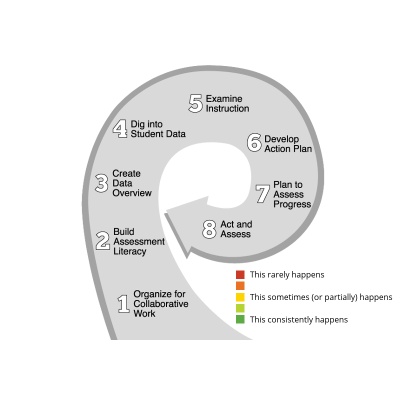 1 Organize for
Collaborative
Work
2 Build
Assessment
Literacy
3 Create
Data
Overview
4 Dig into
Student Data
5 Examine
Instruction
6 Develop
Action Plan
7 Plan to
Assess
Progress
8 Act and
Assess
This rarely happens
This sometimes (or partially) happens
This consistently happens